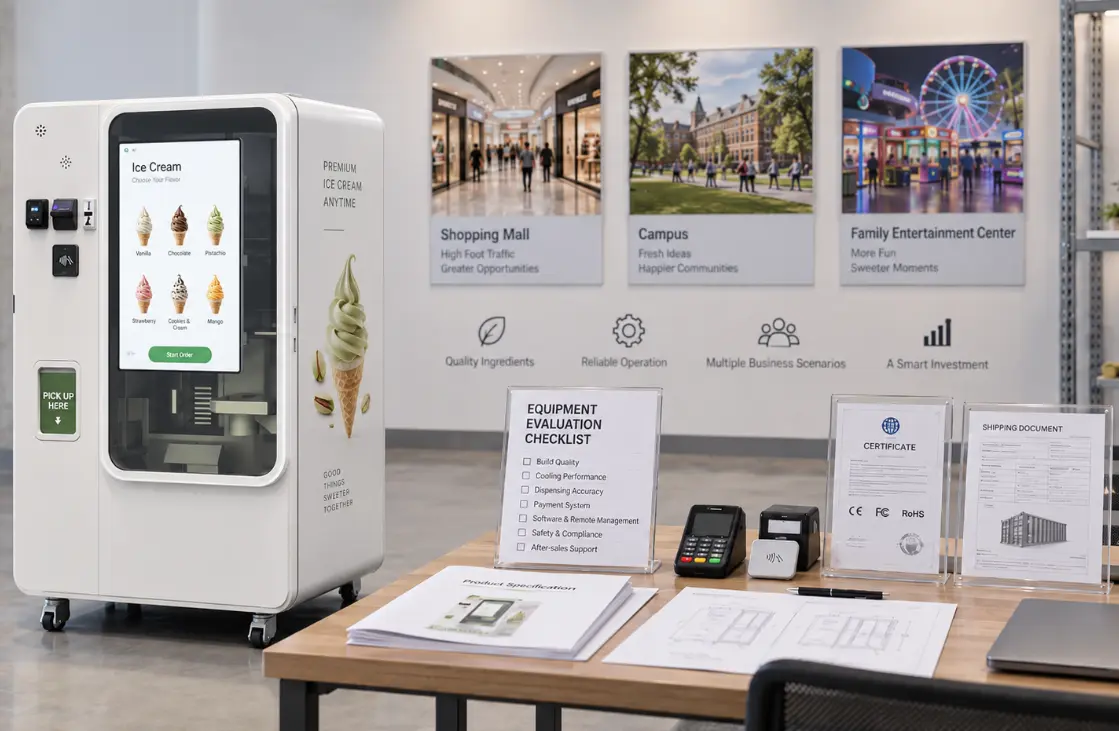 Ice Cream
Choose Your Flavor
Vanilla
Chocolate
Pistachio
Strawberry
Cookies &
Cream
Mango
Start Order
PICK UP
HERE
PREMIUM
ICE CREAM
ANYTIME
GOOD
THINGS
SWEETER
TOGETHER
Shopping Mall
High Foot Traffic
Greater Opportunities
Campus
Fresh Ideas
Happier Communities
Family Entertainment Center
More Fun
Sweeter Moments
Quality Ingredients
Reliable Operation
Multiple Business Scenarios
A Smart Investment
EQUIPMENT
EVALUATION
CHECKLIST
Build Quality
Cooling Performance
Dispensing Accuracy
Payment System
Software & Remote Management
Safety & Compliance
After-sales Support
Product Specification
CERTIFICATE
CE FC RoHS
SHIPPING DOCUMENT